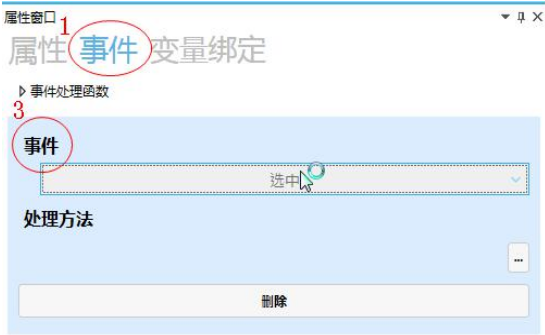 属性窗口
1
属性 事件 变量绑定
事件处理函数
3
事件
选中
处理方法
...
删除